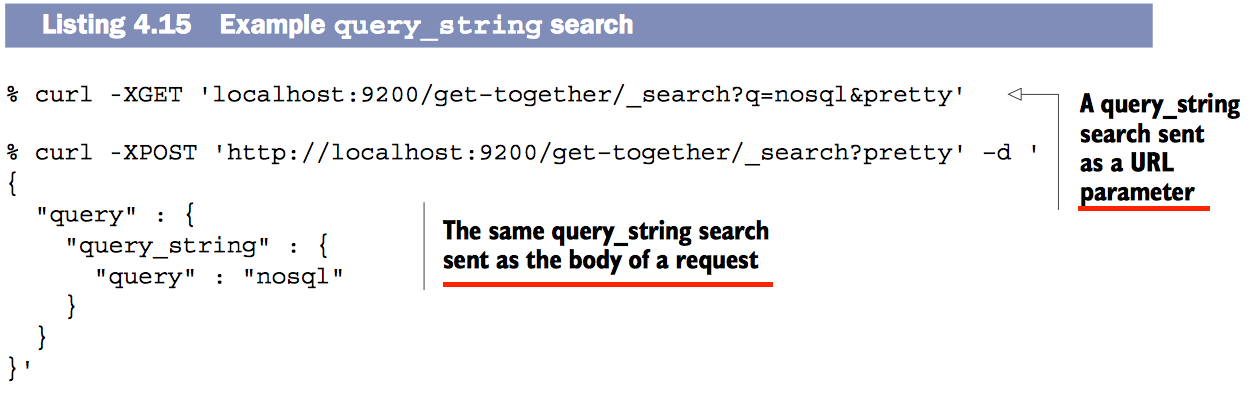 Listing 4.15 Example query_string search
% curl -XGET 'localhost:9200/get-together/_search?q=nosql&pretty'
A query_string
search sent
as a URL
parameter
% curl -XPOST 'http://localhost:9200/get-together/_search?pretty' -d '
{
"query" : {
"query_string" : {
"query" : "nosql"
}
}
}'
The same query_string search
sent as the body of a request